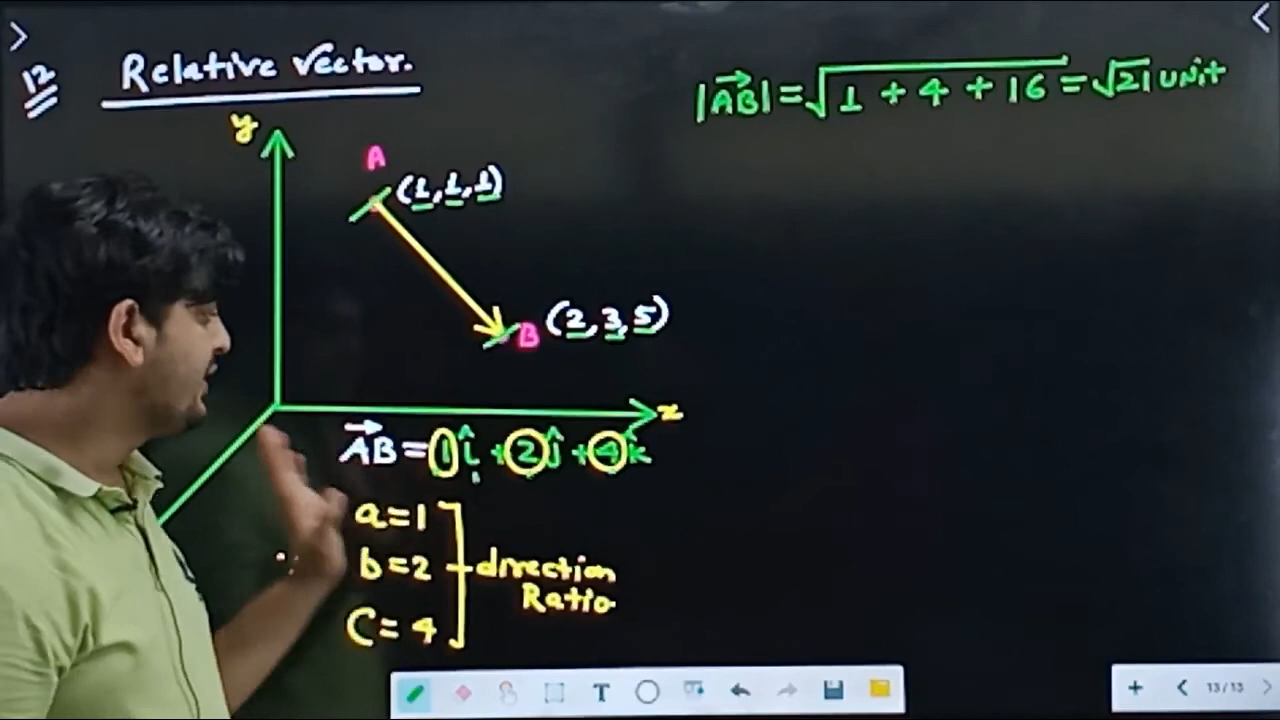 12
Relative vector.
|AB→| = √1 + 4 + 16 = √21 unit
y
A
(1,1,1)
B (2,3,5)
x
AB→ = 1î + 2ĵ + 4k̂
a = 1
b = 2
c = 4
direction
Ratio
T
13/13